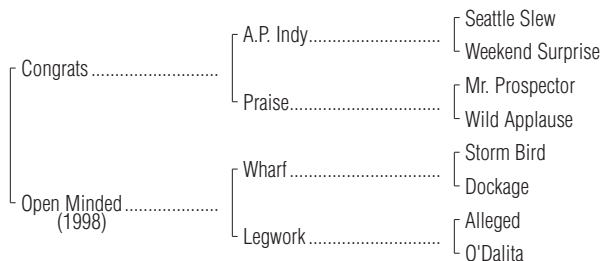 Seattle Slew
A.P. Indy
Weekend Surprise
Congrats
Mr. Prospector
Praise
Wild Applause
Storm Bird
Wharf
Dockage
Open Minded
(1998)
Alleged
Legwork
O'Dalita